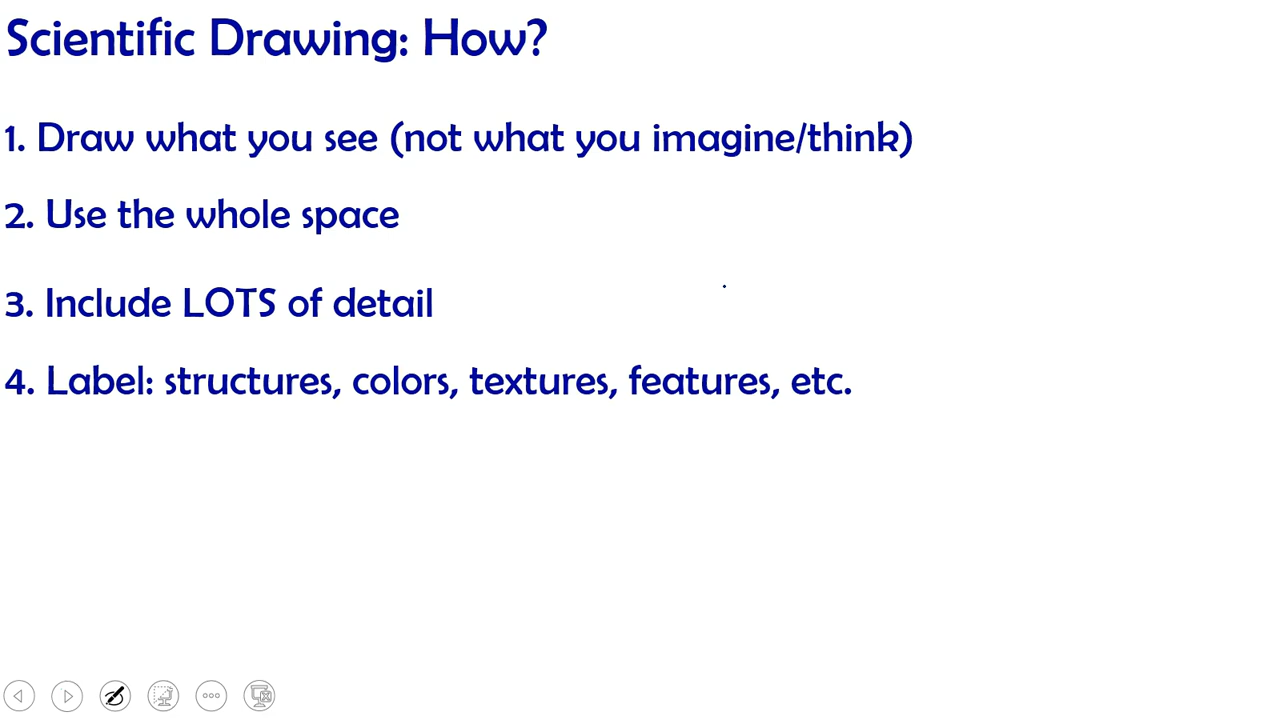 Scientific Drawing: How?
1. Draw what you see (not what you imagine/think)
2. Use the whole space
3. Include LOTS of detail
4. Label: structures, colors, textures, features, etc.